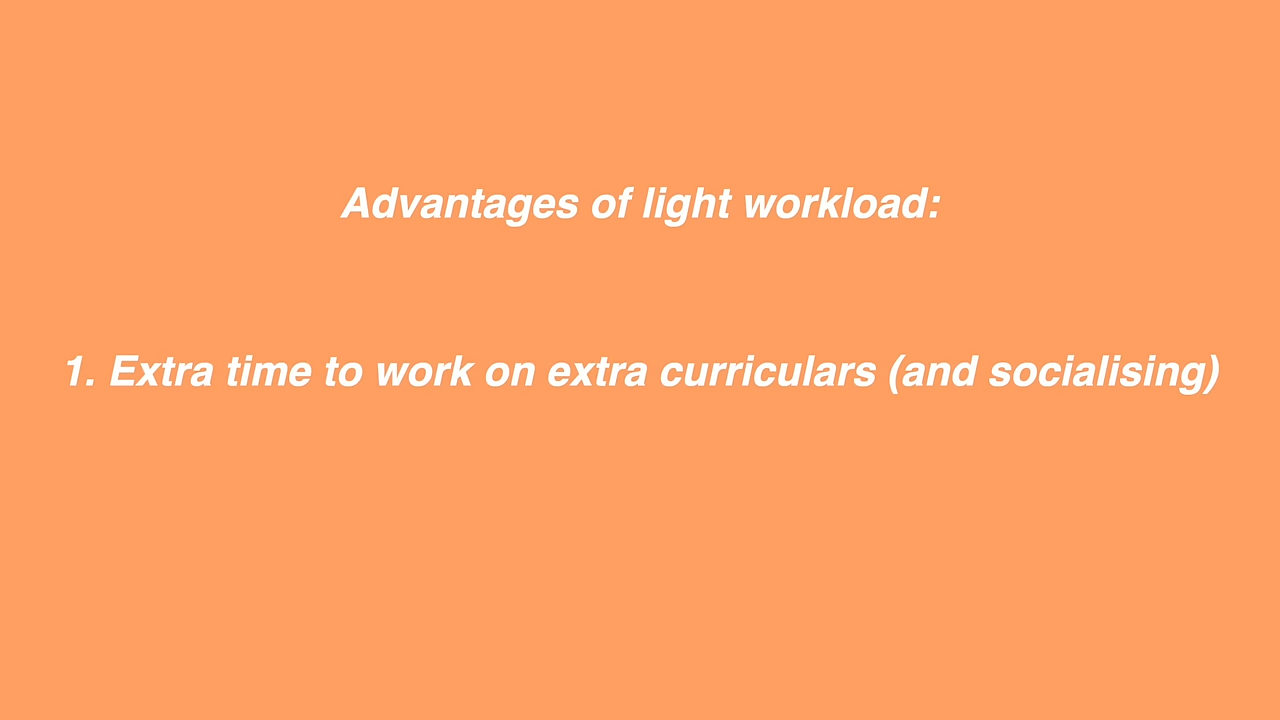 Advantages of light workload:
1. Extra time to work on extra curriculars (and socialising)